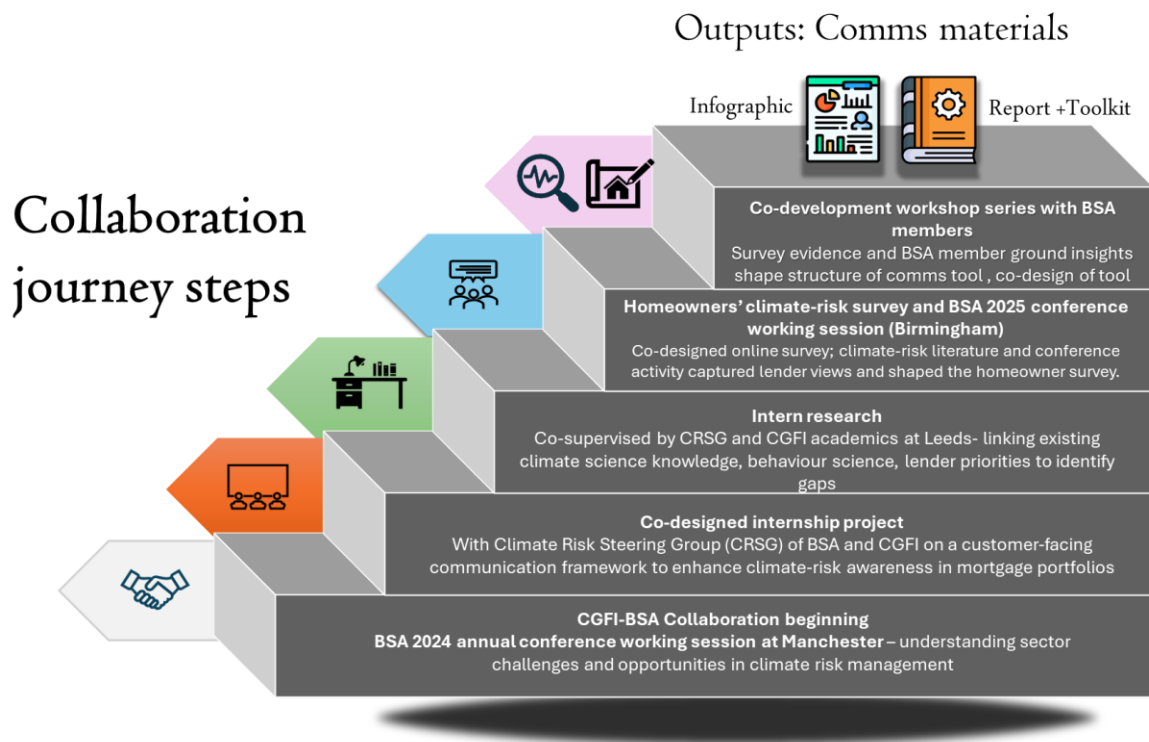 Outputs: Comms materials
Infographic
Report +Toolkit
Collaboration
journey steps
Co-development workshop series with BSA
members
Survey evidence and BSA member ground insights
shape structure of comms tool , co-design of tool
Homeowners’ climate-risk survey and BSA 2025 conference
working session (Birmingham)
Co-designed online survey; climate-risk literature and conference
activity captured lender views and shaped the homeowner survey.
Intern research
Co-supervised by CRSG and CGFI academics at Leeds- linking existing
climate science knowledge, behaviour science, lender priorities to identify
gaps
Co-designed internship project
With Climate Risk Steering Group (CRSG) of BSA and CGFI on a customer-facing
communication framework to enhance climate-risk awareness in mortgage portfolios
CGFI-BSA Collaboration beginning
BSA 2024 annual conference working session at Manchester – understanding sector
challenges and opportunities in climate risk management